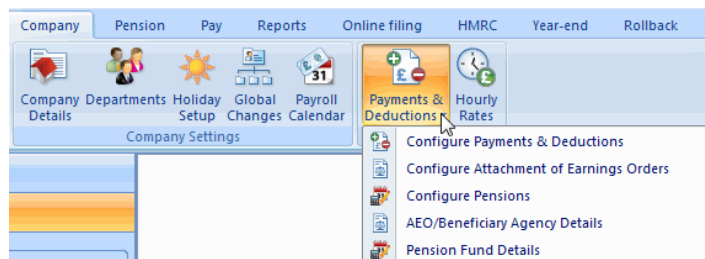 Company Pension Pay Reports Online filing HMRC Year-end Rollback
31 £ £
Company Departments Holiday Global Payroll Payments & Hourly
Details Setup Changes Calendar Deductions Rates
Company Settings
Configure Payments & Deductions
Configure Attachment of Earnings Orders
Configure Pensions
AEO/Beneficiary Agency Details
Pension Fund Details